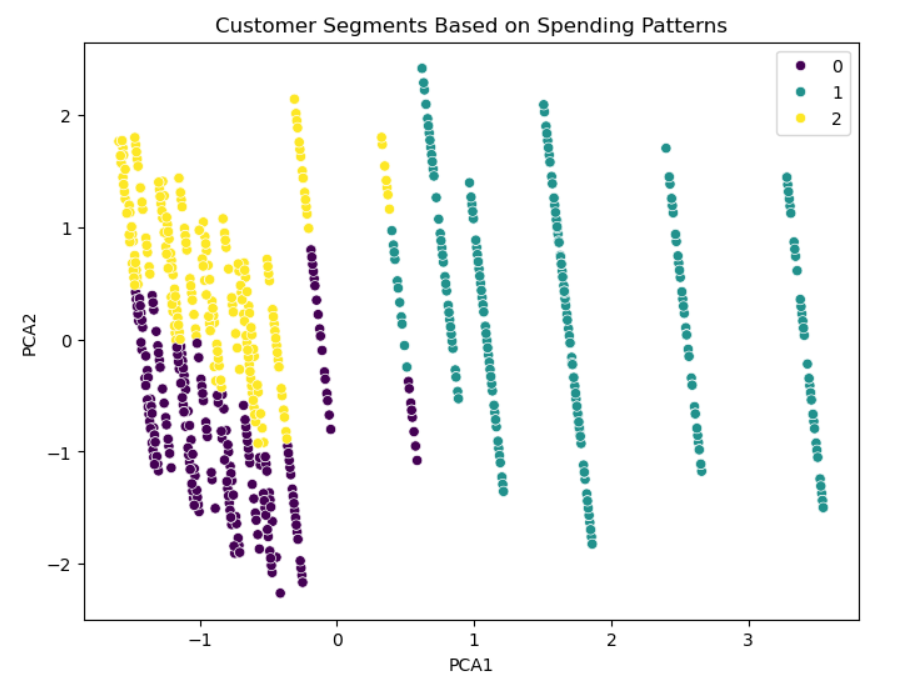 Customer Segments Based on Spending Patterns
0
1
2
2
1
0
−1
−2
PCA2
−1 0 1 2 3
PCA1